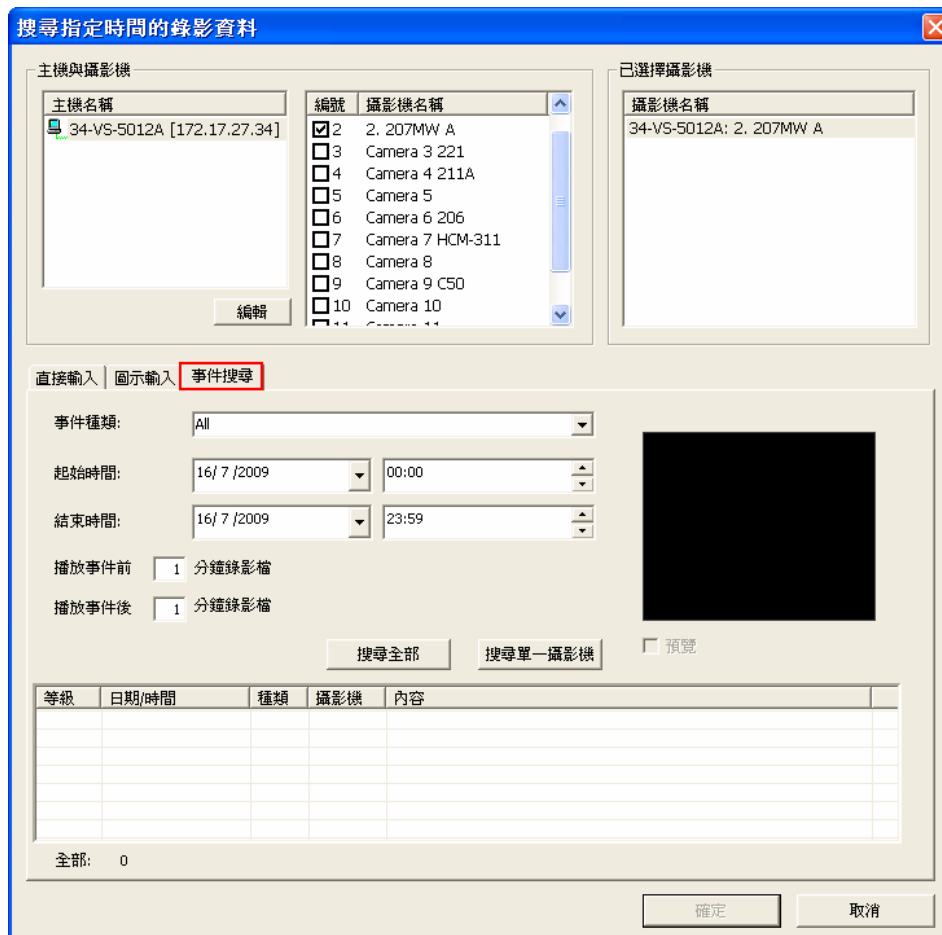 搜尋指定時間的錄影資料
主機與攝影機
主機名稱
34-VS-5012A [172.17.27.34]
編輯
編號 攝影機名稱
2 2. 207MW A
3 Camera 3 221
4 Camera 4 211A
5 Camera 5
6 Camera 6 206
7 Camera 7 HCM-311
8 Camera 8
9 Camera 9 C50
10 Camera 10
已選擇攝影機
攝影機名稱
34-VS-5012A: 2. 207MW A
直接輸入 圖示輸入 事件搜尋
事件種類: All
起始時間: 16/ 7 /2009 00:00
結束時間: 16/ 7 /2009 23:59
播放事件前 1 分鐘錄影檔
播放事件後 1 分鐘錄影檔
搜尋全部 搜尋單一攝影機
預覽
等級 日期/時間 種類 攝影機 內容
全部: 0
確定 取消